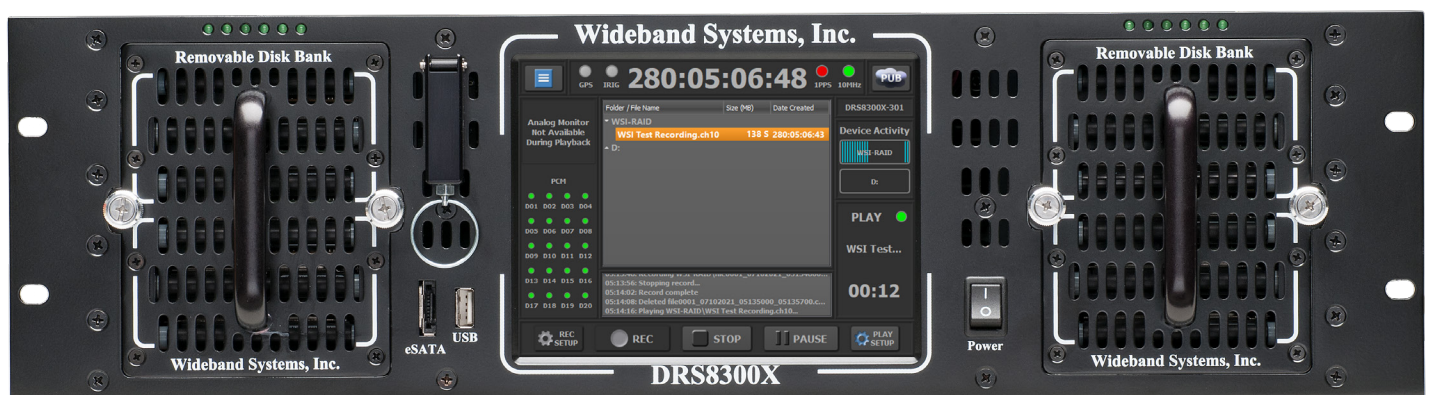 Wideband Systems, Inc.
Removable Disk Bank
Wideband Systems, Inc.
eSATA
USB
GPS
IRIG
280:05:06:48
1PPS
10MHz
PUB
Analog Monitor
Not Available
During Playback
PCM
D01 D02 D03 D04
D05 D06 D07 D08
D09 D10 D11 D12
D13 D14 D15 D16
D17 D18 D19 D20
Folder / File Name Size (MB) Date Created
WSI-RAID
WSI Test Recording.ch10 138 S 280:05:06:43
D:
05:13:56: Stopping record...
05:14:02: Record complete
05:14:08: Deleted file0001_07102021_05135000_05135700.c...
05:14:16: Playing WSI-RAID\WSI Test Recording.ch10...
DRS8300X-301
Device Activity
WSI-RAID
D:
PLAY
WSI Test...
00:12
REC
SETUP
REC
STOP
PAUSE
PLAY
SETUP
DRS8300X
Power
Removable Disk Bank
Wideband Systems, Inc.